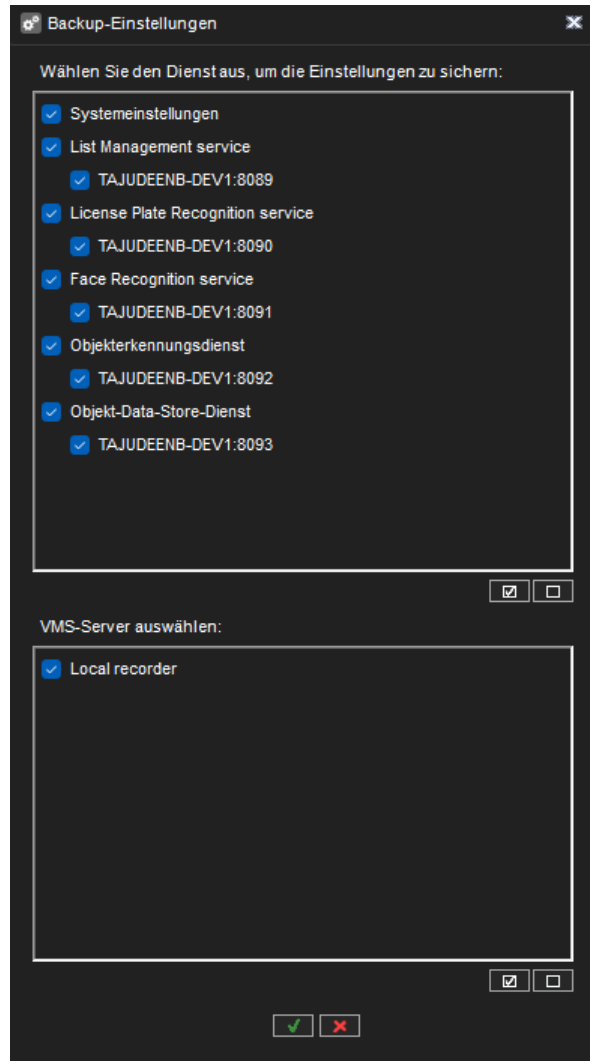 Backup-Einstellungen
Wählen Sie den Dienst aus, um die Einstellungen zu sichern:
Systemeinstellungen
List Management service
TAJUDEENB-DEV1:8089
License Plate Recognition service
TAJUDEENB-DEV1:8090
Face Recognition service
TAJUDEENB-DEV1:8091
Objekterkennungsdienst
TAJUDEENB-DEV1:8092
Objekt-Data-Store-Dienst
TAJUDEENB-DEV1:8093
VMS-Server auswählen:
Local recorder